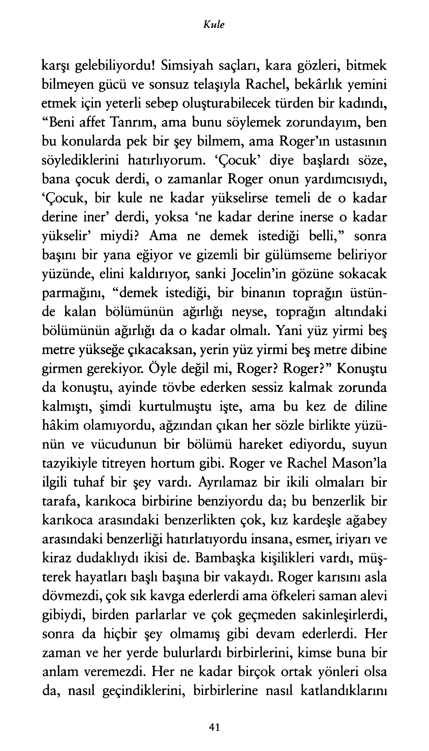 Kule
karşı gelebiliyordu! Simsiyah saçları, kara gözleri, bitmek
bilmeyen gücü ve sonsuz telaşıyla Rachel, bekârlık yemini
etmek için yeterli sebep oluşturabilecek türden bir kadındı,
“Beni affet Tanrım, ama bunu söylemek zorundayım, ben
bu konularda pek bir şey bilmem, ama Roger’ın ustasının
söylediklerini hatırlıyorum. ‘Çocuk’ diye başlardı söze,
bana çocuk derdi, o zamanlar Roger onun yardımcısıydı,
‘Çocuk, bir kule ne kadar yükselirse temeli de o kadar
derine iner’ derdi, yoksa ‘ne kadar derine inerse o kadar
yükselir’ miydi? Ama ne demek istediği belli,” sonra
başını bir yana eğiyor ve gizemli bir gülümseme beliriyor
yüzünde, elini kaldırıyor, sanki Jocelin’in gözüne sokacak
parmağını, “demek istediği, bir binanın toprağın üstün-
de kalan bölümünün ağırlığı neyse, toprağın altındaki
bölümünün ağırlığı da o kadar olmalı. Yani yüz yirmi beş
metre yükseğe çıkacaksan, yerin yüz yirmi beş metre dibine
girmen gerekiyor. Öyle değil mi, Roger? Roger?” Konuştu
da konuştu, ayinde tövbe ederken sessiz kalmak zorunda
kalmıştı, şimdi kurtulmuştu işte, ama bu kez de diline
hâkim olamıyordu, ağzından çıkan her sözle birlikte yüzü-
nün ve vücudunun bir bölümü hareket ediyordu, suyun
tazyikiyle titreyen hortum gibi. Roger ve Rachel Mason’la
ilgili tuhaf bir şey vardı. Ayrılamaz bir ikili olmaları bir
tarafa, karıkoca birbirine benziyordu da; bu benzerlik bir
karıkoca arasındaki benzerlikten çok, kız kardeşle ağabey
arasındaki benzerliği hatırlatıyordu insana, esmer, iriyarı ve
kiraz dudaklıydı ikisi de. Bambaşka kişilikleri vardı, müş-
terek hayatları başlı başına bir vakaydı. Roger karısını asla
dövmezdi, çok sık kavga ederlerdi ama öfkeleri saman alevi
gibiydi, birden parlarlar ve çok geçmeden sakinleşirlerdi,
sonra da hiçbir şey olmamış gibi devam ederlerdi. Her
zaman ve her yerde bulurlardı birbirlerini, kimse buna bir
anlam veremezdi. Her ne kadar birçok ortak yönleri olsa
da, nasıl geçindiklerini, birbirlerine nasıl katlandıklarını
41